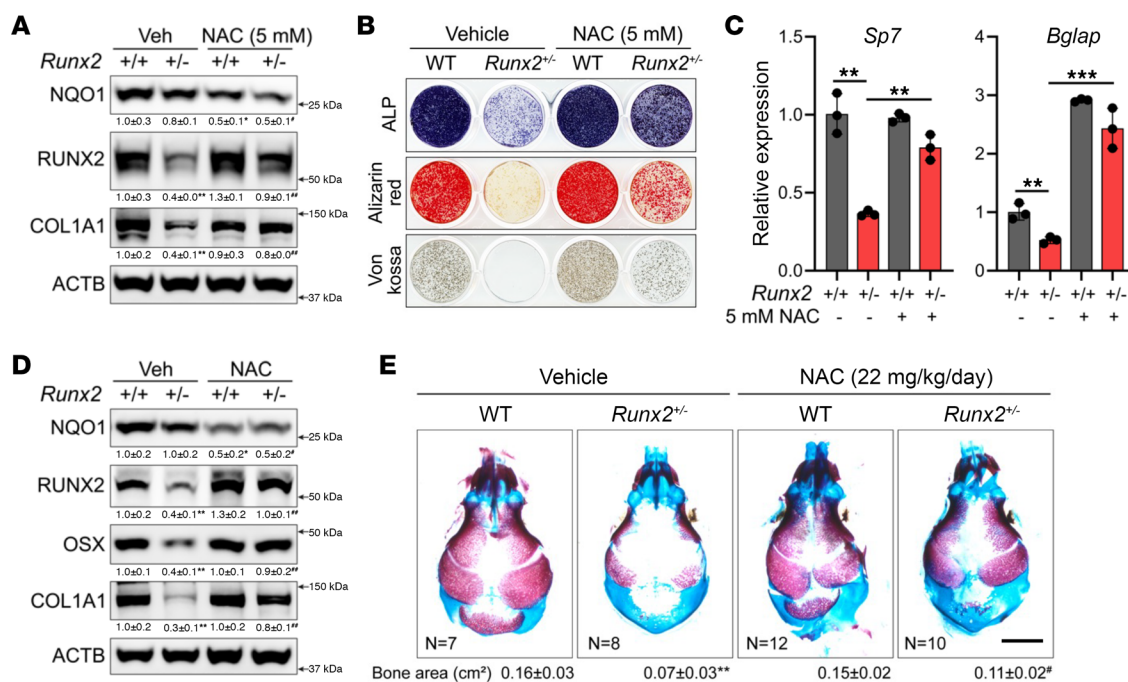 A
Veh NAC (5 mM)
Runx2 +/+ +/- +/+ +/-
NQO1
25 kDa
1.0±0.3 0.8±0.1 0.5±0.1* 0.5±0.1#
RUNX2
50 kDa
1.0±0.3 0.4±0.0** 1.3±0.1 0.9±0.1##
150 kDa
COL1A1
1.0±0.2 0.4±0.1** 0.9±0.3 0.8±0.0##
ACTB
37 kDa
B
Vehicle NAC (5 mM)
WT Runx2+/- WT Runx2+/-
ALP
Alizarin
red
Von
kossa
C
Sp7 Bglap
Relative expression
1.5
1.0
0.5
0.0
** **
4
3
2
1
0
** ***
Runx2 +/+ +/- +/+ +/- +/+ +/- +/+ +/-
5 mM NAC - - + + - - + +
D
Veh NAC
Runx2 +/+ +/- +/+ +/-
NQO1
25 kDa
1.0±0.2 1.0±0.2 0.5±0.2* 0.5±0.2#
RUNX2
50 kDa
1.0±0.2 0.4±0.1** 1.3±0.2 1.0±0.1##
50 kDa
OSX
1.0±0.1 0.4±0.1** 1.0±0.1 0.9±0.2##
150 kDa
COL1A1
1.0±0.2 0.3±0.1** 1.0±0.2 0.8±0.1##
ACTB
37 kDa
E
Vehicle NAC (22 mg/kg/day)
WT Runx2+/- WT Runx2+/-
N=7 N=8 N=12 N=10
Bone area (cm²) 0.16±0.03 0.07±0.03** 0.15±0.02 0.11±0.02#